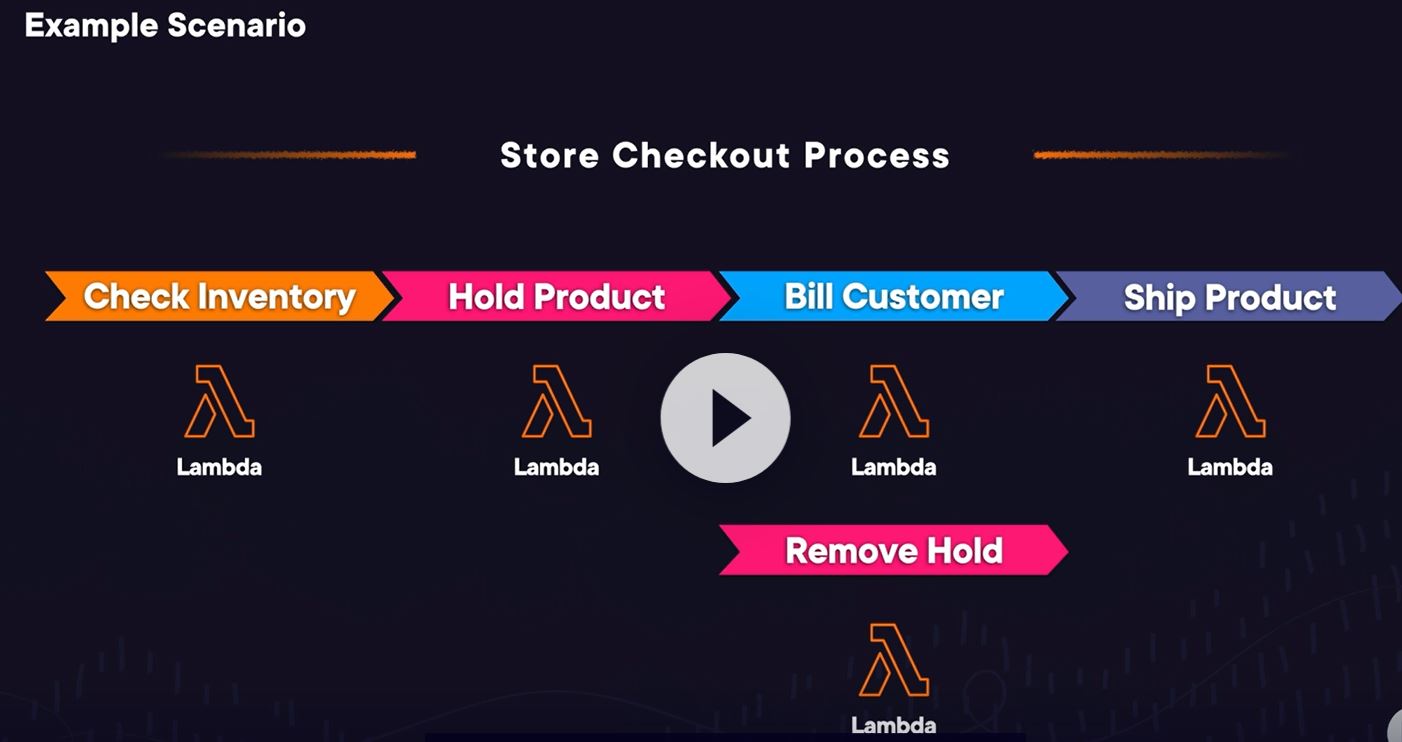 Example Scenario
Store Checkout Process
Check Inventory
Hold Product
Bill Customer
Ship Product
Lambda
Lambda
Lambda
Lambda
Remove Hold
Lambda